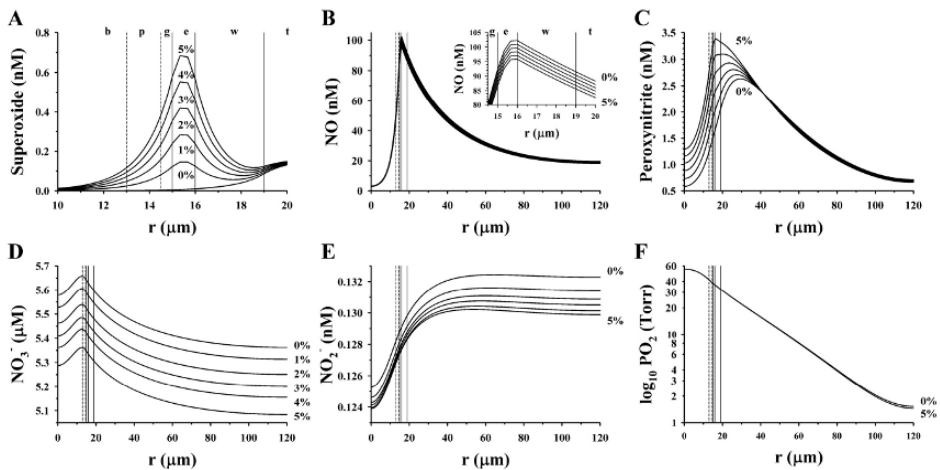 A
b p g e w t
Superoxide (nM)
0.8
0.6
0.4
0.2
0.0
5%
4%
3%
2%
1%
0%
10 12 14 16 18 20
r (μm)
B
NO (nM)
100
80
60
40
20
0
0 20 40 60 80 100 120
r (μm)
g e w t
NO (nM)
105
100
95
90
85
80
0%
5%
15 16 17 18 19 20
r (μm)
C
Peroxynitrite (nM)
3.5
3.0
2.5
2.0
1.5
1.0
0.5
5%
0%
0 20 40 60 80 100 120
r (μm)
D
NO3- (μM)
5.7
5.6
5.5
5.4
5.3
5.2
5.1
0%
1%
2%
3%
4%
5%
0 20 40 60 80 100 120
r (μm)
E
NO2- (nM)
0.132
0.130
0.128
0.126
0.124
0%
5%
0 20 40 60 80 100 120
r (μm)
F
log10 PO2 (Torr)
60
40
30
20
10
6
4
3
2
1
0%
5%
0 20 40 60 80 100 120
r (μm)